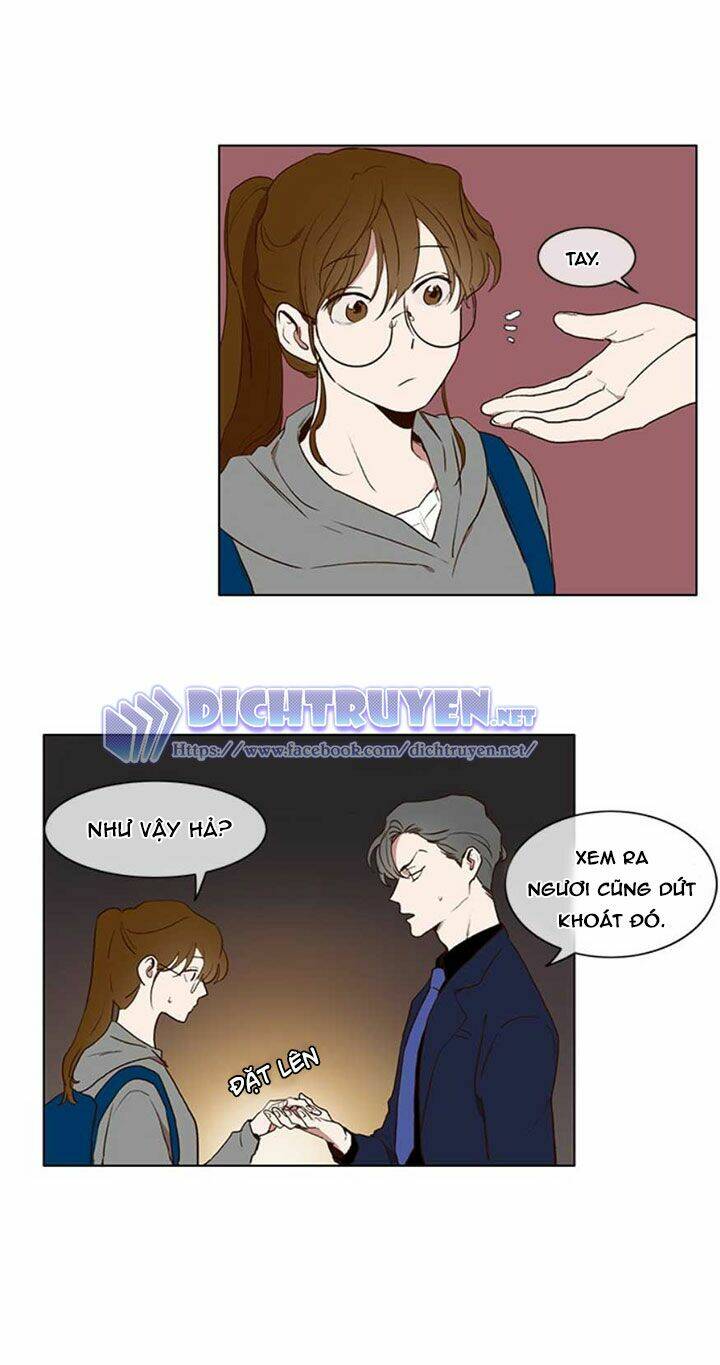 TAY.
DICHTRUYEN.NET
Https://www.facebook.com/dichtruyen.net/
NHƯ VẬY HẢ?
XEM RA
NGƯƠI CŨNG DỨT
KHOÁT ĐÓ.
ĐẶT LÊN